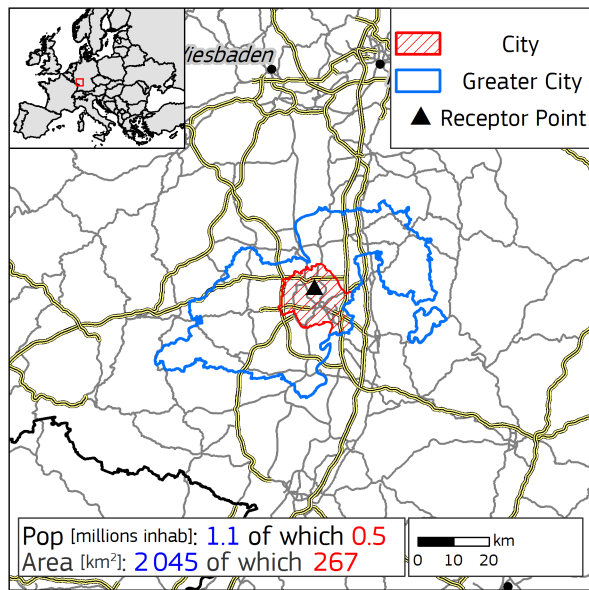 Wiesbaden
City
Greater City
Receptor Point
Pop [millions inhab]: 1.1 of which 0.5
Area [km²]: 2 045 of which 267
km
0 10 20